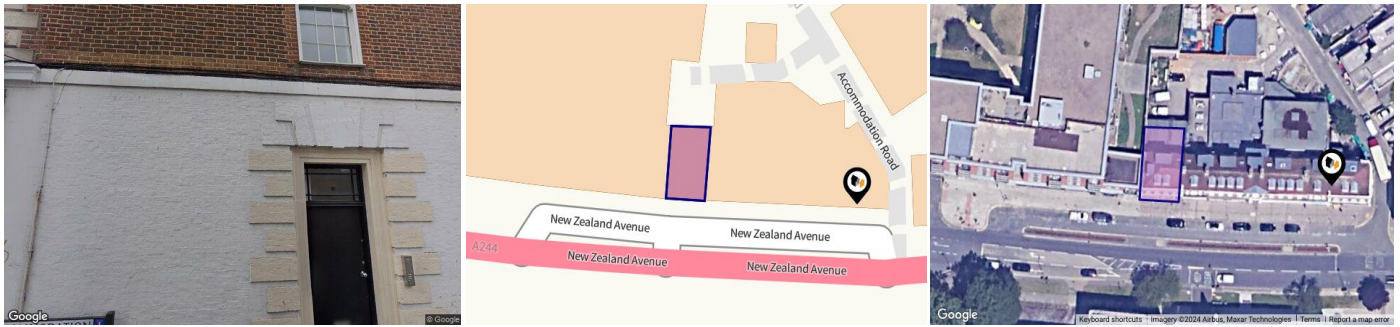 Google
© Google
Accommodation Road
New Zealand Avenue
New Zealand Avenue
A244
New Zealand Avenue
New Zealand Avenue
Google
Keyboard shortcuts
Imagery ©2024 Airbus, Maxar Technologies
Terms
Report a map error